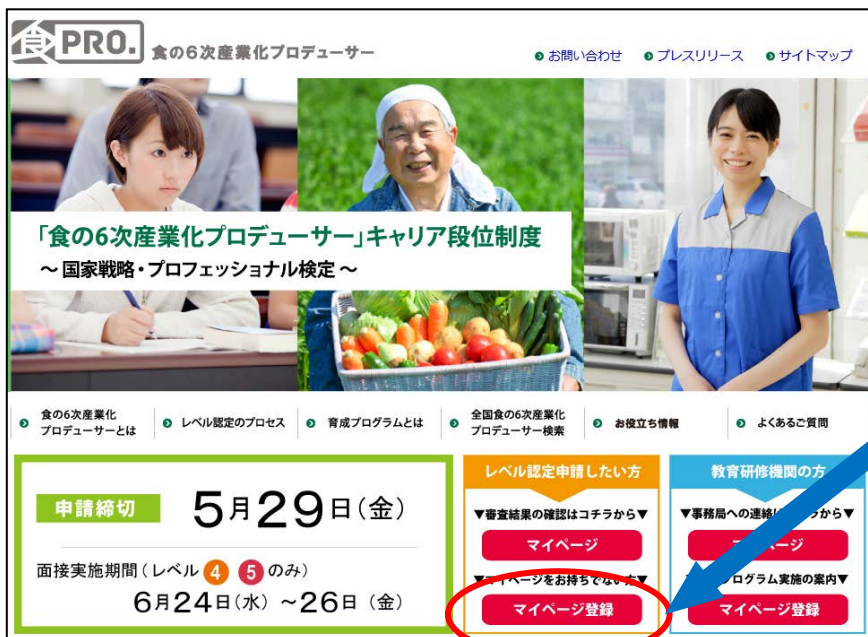 食PRO. 食の6次産業化プロデューサー
お問い合わせ プレスリリース サイトマップ
「食の6次産業化プロデューサー」キャリア段位制度
～国家戦略・プロフェッショナル検定～
食の6次産業化
プロデューサーとは
レベル認定のプロセス
育成プログラムとは
全国食の6次産業化
プロデューサー検索
お役立ち情報
よくあるご質問
申請締切 5月29日(金)
面接実施期間(レベル 4 5 のみ)
6月24日(水) ～26日(金)
レベル認定申請したい方
▼審査結果の確認はコチラから▼
マイページ
▼マイページをお持ちでない方▼
マイページ登録
教育研修機関の方
▼事務局への連絡は チラから▼
ページ
ログラム実施の案内▼
マイページ登録